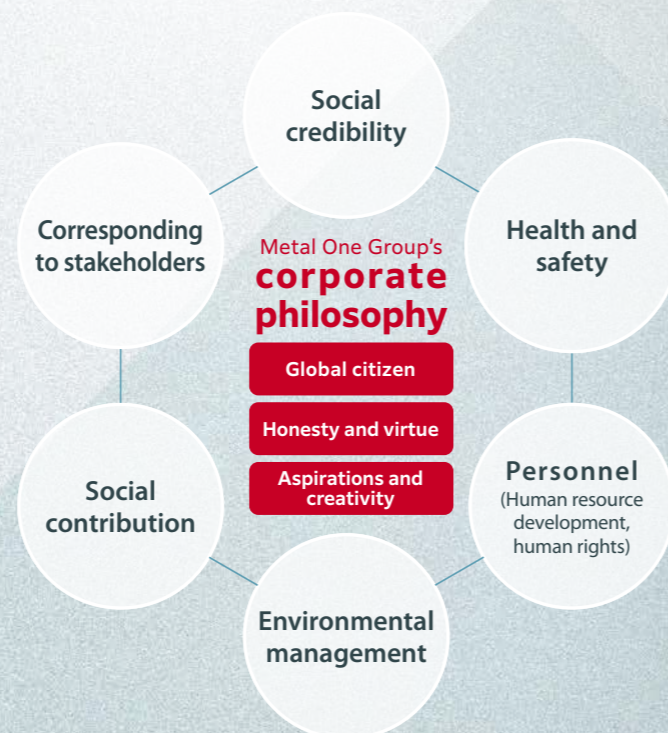 Social
credibility
Corresponding
to stakeholders
Health and
safety
Metal One Group's
corporate
philosophy
Global citizen
Honesty and virtue
Aspirations and
creativity
Social
contribution
Personnel
(Human resource
development,
human rights)
Environmental
management